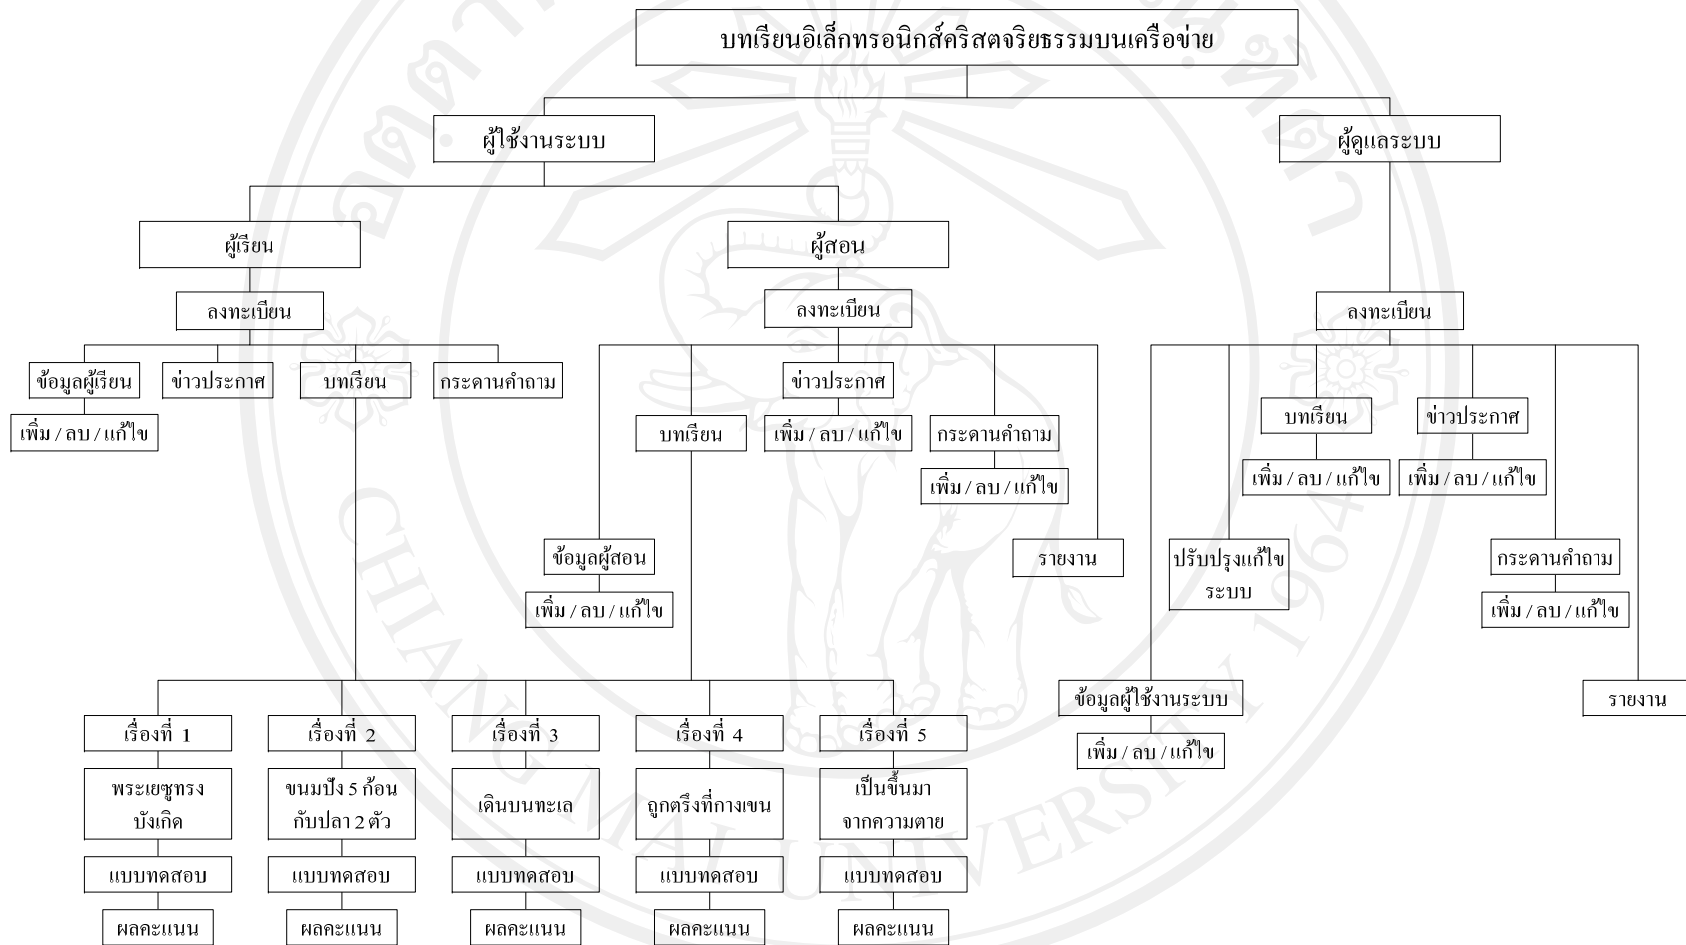 บทเรียนอิเล็กทรอนิกส์คริสตจริยธรรมบนเครือข่าย
ผู้ใช้งานระบบ
ผู้ดูแลระบบ
ผู้เรียน
ผู้สอน
ลงทะเบียน
ลงทะเบียน
ลงทะเบียน
ข้อมูลผู้เรียน
ข่าวประกาศ
บทเรียน
กระดานคำถาม
เพิ่ม / ลบ / แก้ไข
บทเรียน
ข่าวประกาศ
เพิ่ม / ลบ / แก้ไข
กระดานคำถาม
เพิ่ม / ลบ / แก้ไข
ข้อมูลผู้สอน
เพิ่ม / ลบ / แก้ไข
รายงาน
บทเรียน
เพิ่ม / ลบ / แก้ไข
ข่าวประกาศ
เพิ่ม / ลบ / แก้ไข
ปรับปรุงแก้ไข
ระบบ
กระดานคำถาม
เพิ่ม / ลบ / แก้ไข
ข้อมูลผู้ใช้งานระบบ
เพิ่ม / ลบ / แก้ไข
รายงาน
เรื่องที่ 1
เรื่องที่ 2
เรื่องที่ 3
เรื่องที่ 4
เรื่องที่ 5
พระเยซูทรง
บังเกิด
ขนมปัง 5 ก้อน
กับปลา 2 ตัว
เดินบนทะเล
ถูกตรึงที่กางเขน
เป็นขึ้นมา
จากความตาย
แบบทดสอบ
แบบทดสอบ
แบบทดสอบ
แบบทดสอบ
แบบทดสอบ
ผลคะแนน
ผลคะแนน
ผลคะแนน
ผลคะแนน
ผลคะแนน
CHIANG MAI UNIVERSITY 1964